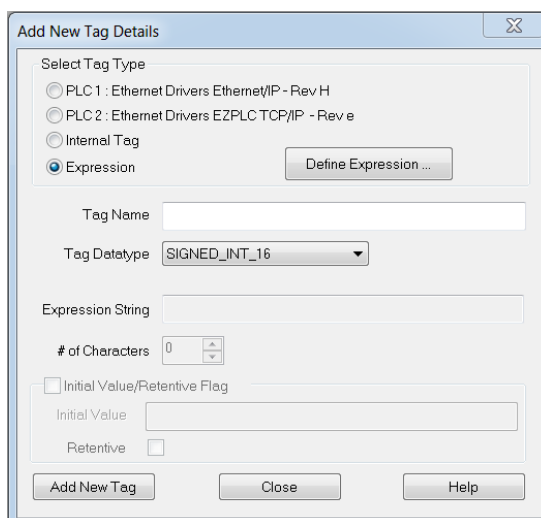 Add New Tag Details
Select Tag Type
PLC 1 : Ethernet Drivers Ethernet/IP - Rev H
PLC 2 : Ethernet Drivers EZPLC TCP/IP - Rev e
Internal Tag
Expression
Define Expression ...
Tag Name
Tag Datatype SIGNED_INT_16
Expression String
# of Characters 0
Initial Value/Retentive Flag
Initial Value
Retentive
Add New Tag Close Help